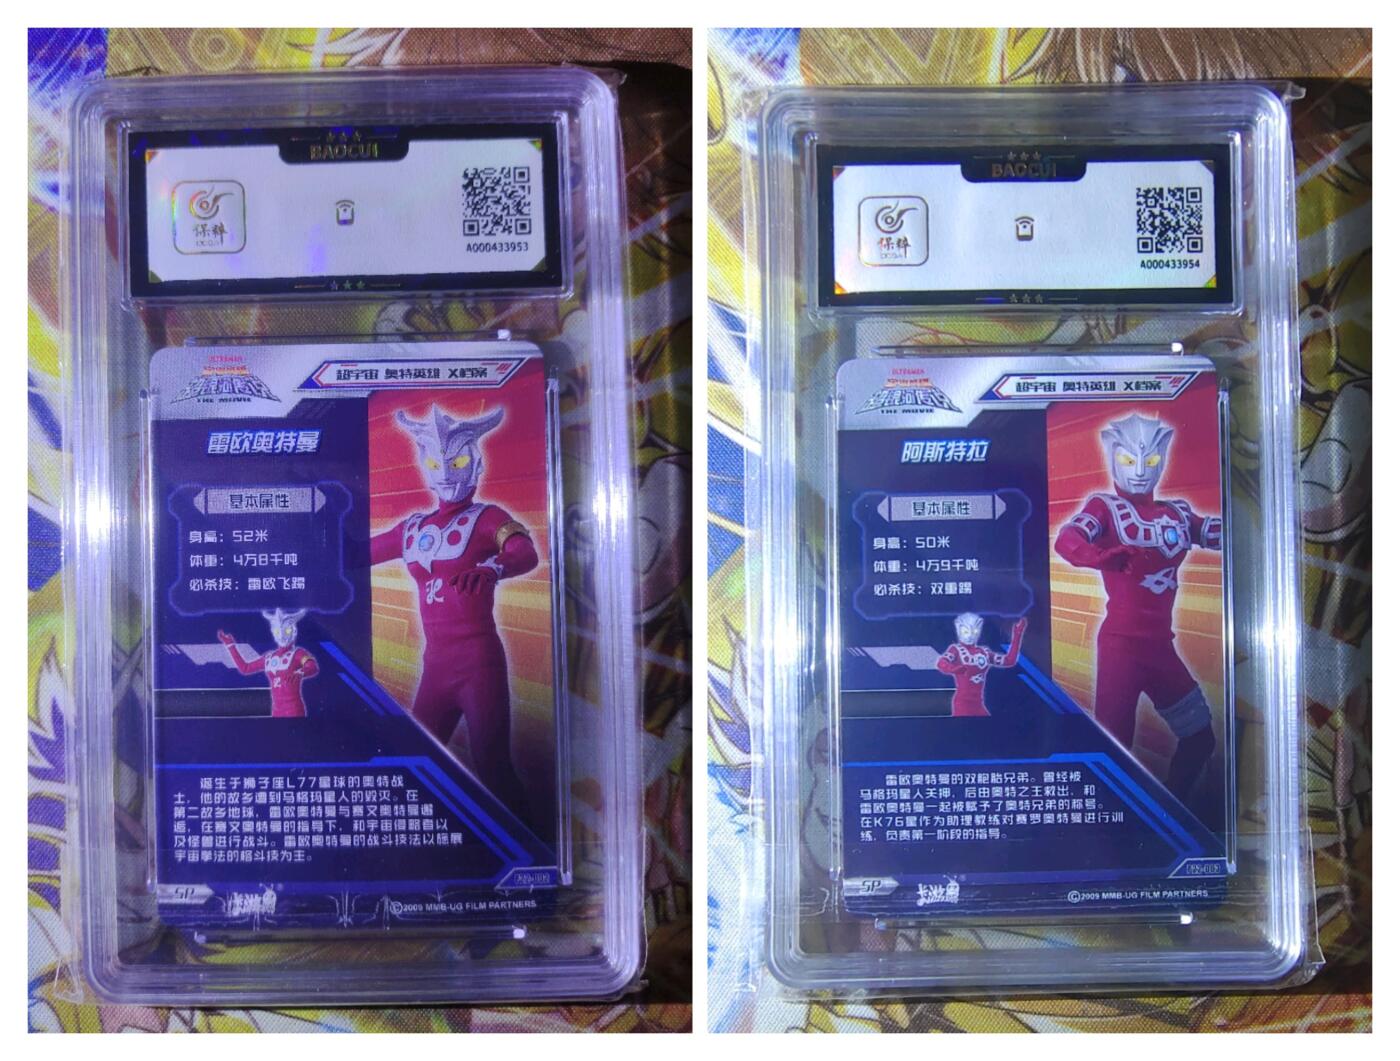 BAOCUI
保粹
A000433953
ULTRAMAN
THE MOVIE
超宇宙 奥特英雄 X档案
雷欧奥特曼
基本属性
身高：52米
体重：4万8千吨
必杀技：雷欧飞踢
诞生于狮子座L77星球的奥特战
士，他的故乡遭到马格玛星人的毁灭。在
第二故乡地球，雷欧奥特曼与赛文奥特曼邂
逅，在赛文奥特曼的指导下，和宇宙侵略者以
及怪兽进行战斗。雷欧奥特曼的战斗技法以施展
宇宙拳法的格斗技为主。
SP
©2009 MMB-UG FILM PARTNERS
BAOCUI
保粹
A000433954
ULTRAMAN
THE MOVIE
超宇宙 奥特英雄 X档案
阿斯特拉
基本属性
身高：50米
体重：4万9千吨
必杀技：双重踢
雷欧奥特曼的双胞胎兄弟。曾经被
马格玛星人关押，后由奥特之王救出，和
雷欧奥特曼一起被赋予了奥特兄弟的称号。
在K76星作为助理教练对赛罗奥特曼进行训
练，负责第一阶段的指导。
SP
©2009 MMB-UG FILM PARTNERS